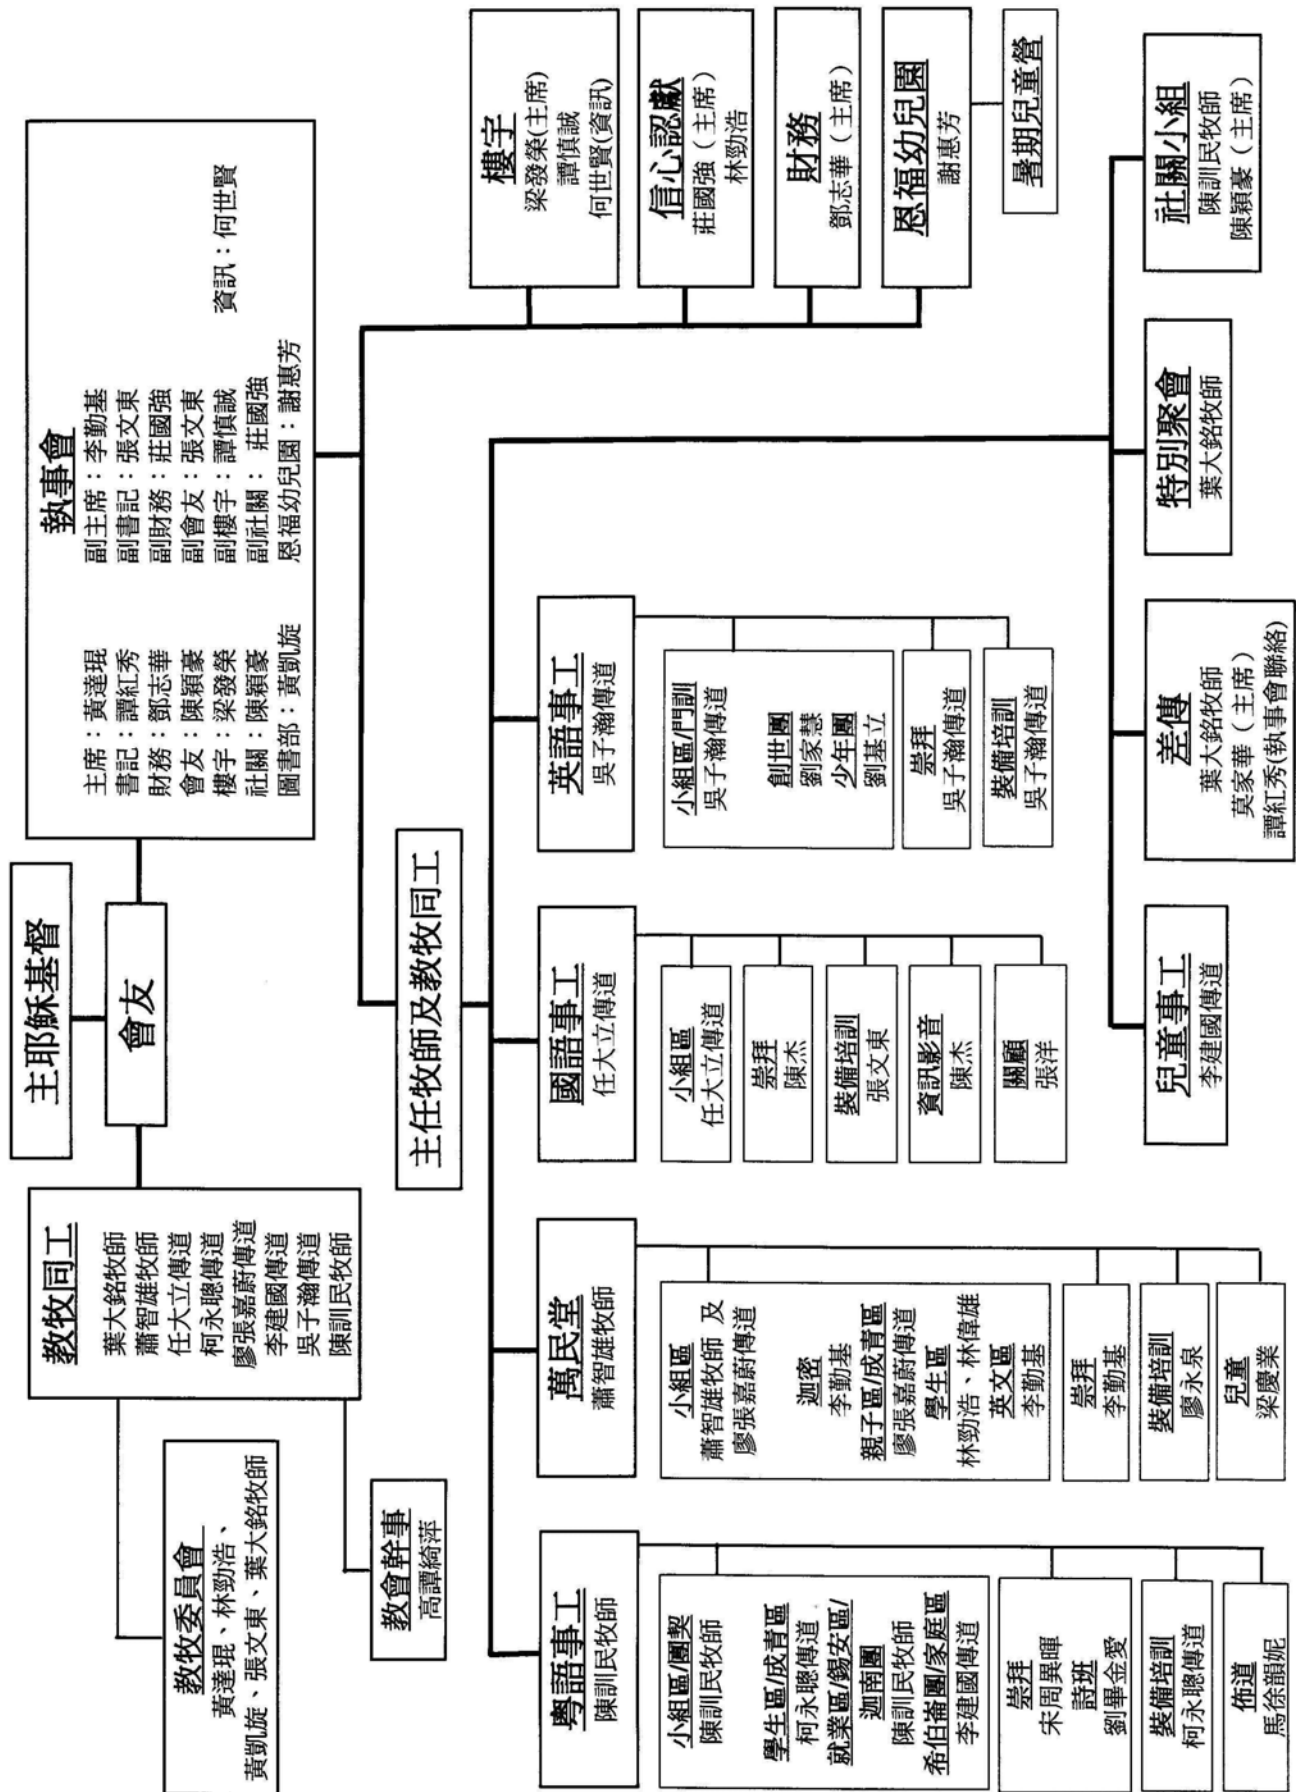 主耶穌基督
會友
教牧同工
葉大銘牧師
蕭智雄牧師
任大立傳道
柯永聰傳道
廖張嘉蔚傳道
李建國傳道
吳子瀚傳道
陳訓民牧師
教牧委員會
黃達琨、林勁浩、
黃凱旋、張文東、葉大銘牧師
教會幹事
高譚綺萍
執事會
主席：黃達琨 副主席：李勤基
書記：譚紅秀 副書記：張文東
財務：鄧志華 副財務：莊國強
會友：陳穎豪 副會友：張文東
樓宇：梁發榮 副樓宇：譚慎誠
社關：陳穎豪 副社關： 莊國強
圖書部：黃凱旋 恩福幼兒園：謝惠芳
資訊：何世賢
主任牧師及教牧同工
樓宇
梁發榮(主席)
譚慎誠
何世賢(資訊)
信心認獻
莊國強（主席）
林勁浩
財務
鄧志華（主席）
恩福幼兒園
謝惠芳
暑期兒童營
粵語事工
陳訓民牧師
小組區/團契
陳訓民牧師
學生區/成青區
柯永聰傳道
就業區/錫安區/
迦南團
陳訓民牧師
希伯崙團/家庭區
李建國傳道
崇拜
宋周異暉
詩班
劉畢金愛
裝備培訓
柯永聰傳道
佈道
馬徐韻妮
萬民堂
蕭智雄牧師
小組區
蕭智雄牧師 及
廖張嘉蔚傳道
迦密
李勤基
親子區/成青區
廖張嘉蔚傳道
學生區
林勁浩、林偉雄
英文區
李勤基
崇拜
李勤基
裝備培訓
廖永泉
兒童
梁慶業
國語事工
任大立傳道
小組區
任大立傳道
崇拜
陳杰
裝備培訓
張文東
資訊影音
陳杰
關顧
張洋
英語事工
吳子瀚傳道
小組區/門訓
吳子瀚傳道
創世團
劉家慧
少年團
劉基立
崇拜
吳子瀚傳道
裝備培訓
吳子瀚傳道
兒童事工
李建國傳道
差傳
葉大銘牧師
莫家華（主席）
譚紅秀(執事會聯絡)
特別聚會
葉大銘牧師
社關小組
陳訓民牧師
陳穎豪（主席）